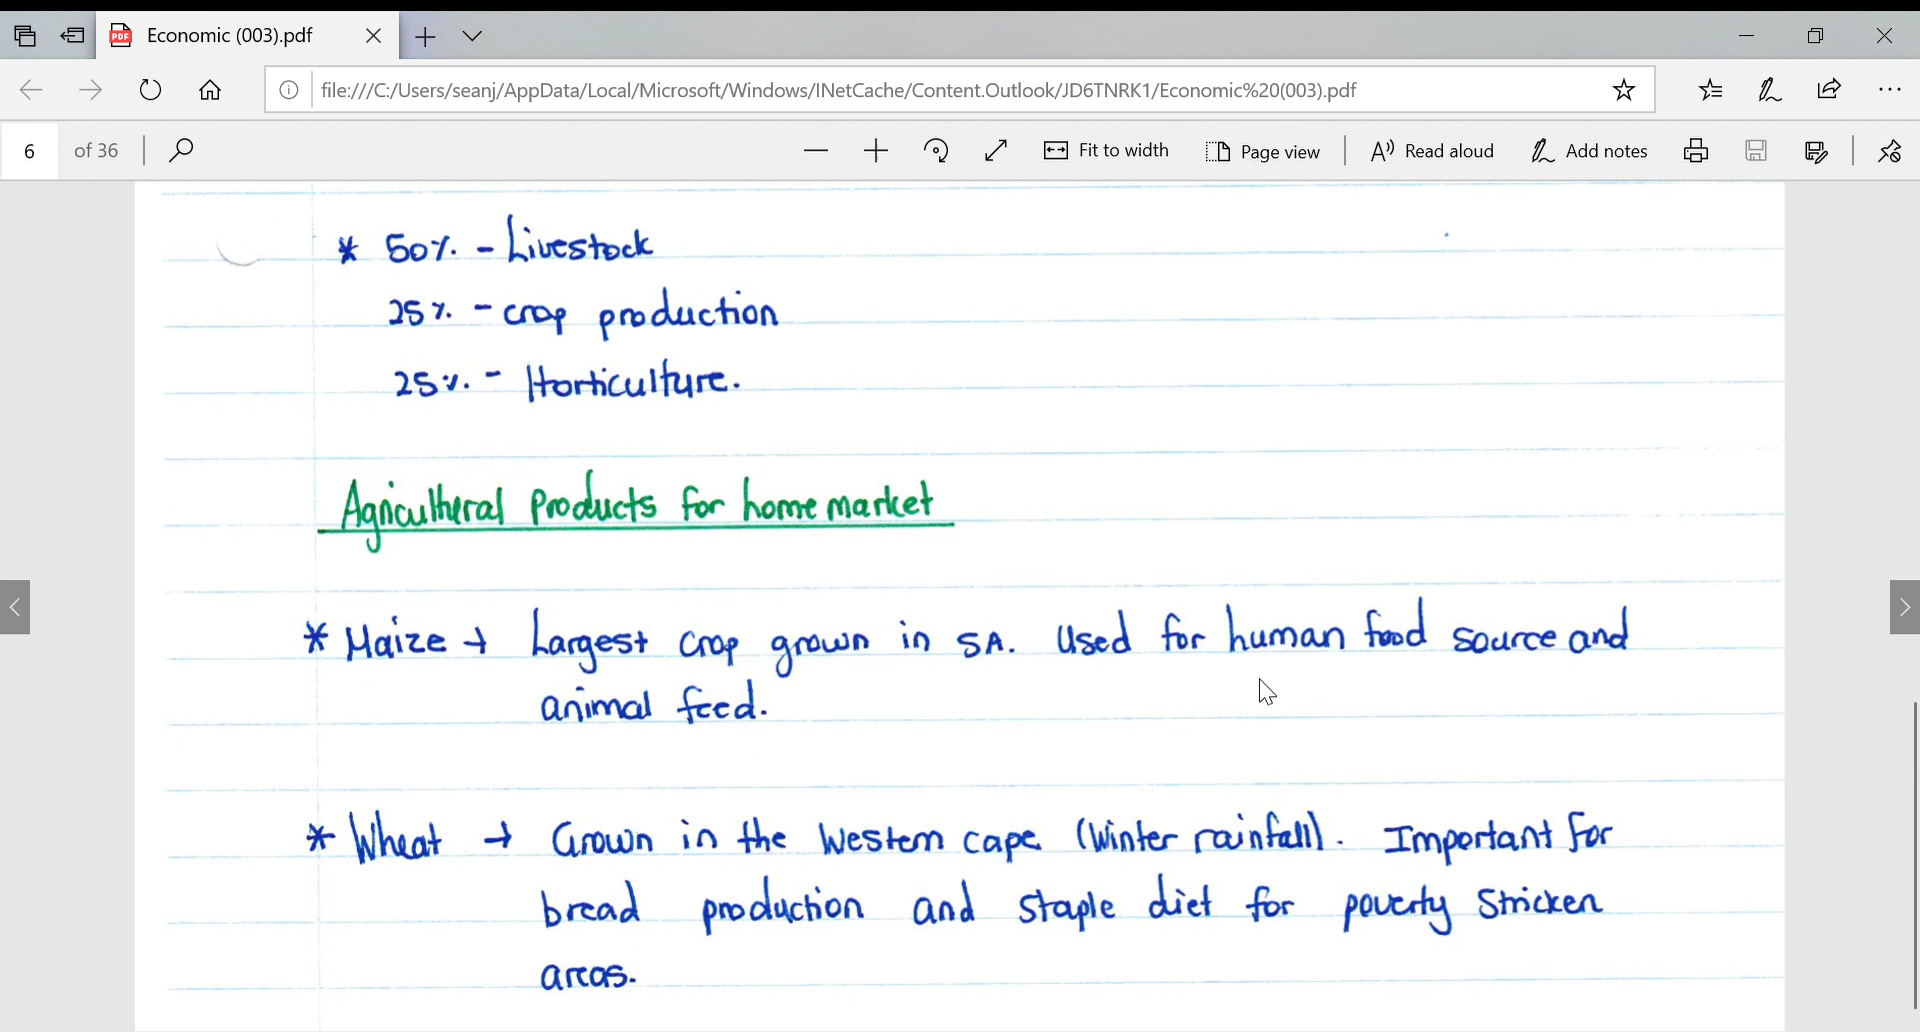 Economic (003).pdf
file:///C:/Users/seanj/AppData/Local/Microsoft/Windows/INetCache/Content.Outlook/JD6TNRK1/Economic%20(003).pdf
6 of 36 Fit to width Page view Read aloud Add notes
* 50% - Livestock
25% - crop production
25% - Horticulture.
Agricultural Products for home market
* Maize → Largest crop grown in SA. Used for human food source and
animal feed.
* Wheat → Grown in the Western cape (Winter rainfall). Important for
bread production and staple diet for poverty stricken
areas.